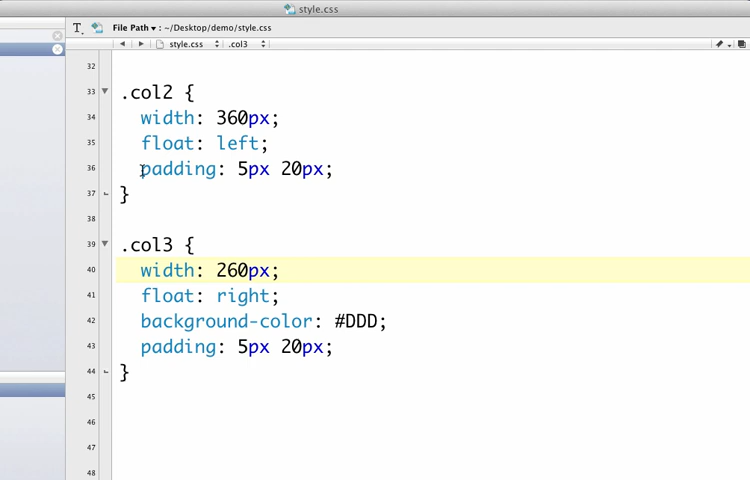 style.css
T File Path ▾ : ~/Desktop/demo/style.css
style.css .col3
32
33 .col2 {
34 width: 360px;
35 float: left;
36 padding: 5px 20px;
37 }
38
39 .col3 {
40 width: 260px;
41 float: right;
42 background-color: #DDD;
43 padding: 5px 20px;
44 }
45
46
47
48